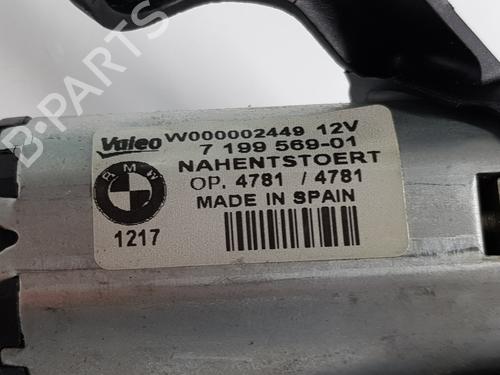 Valeo W000002449 12V
7 199 569-01
NAHENTSTOERT
BMW
OP. 4781 / 4781
MADE IN SPAIN
1217
B-Parts